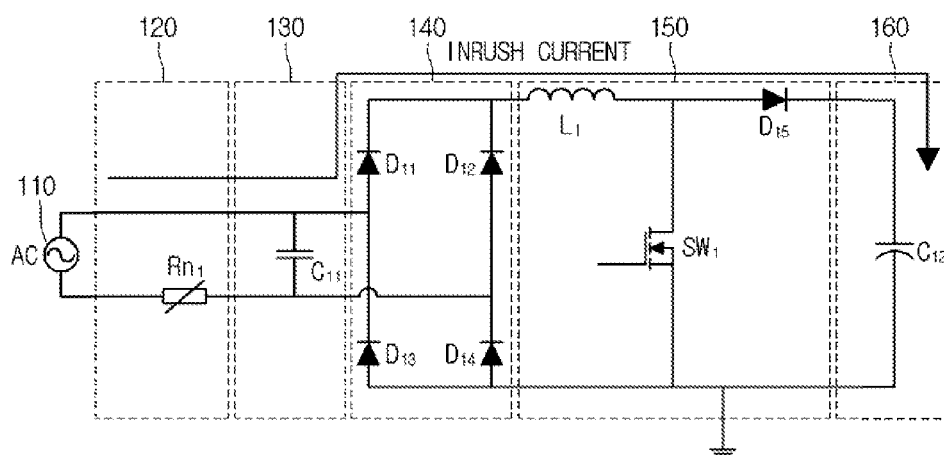 120 130 140 150 160
INRUSH CURRENT
L₁ D₁₅
D₁₁ D₁₂
110
AC Rn₁ C₁₁ SW₁ C₁₂
D₁₃ D₁₄